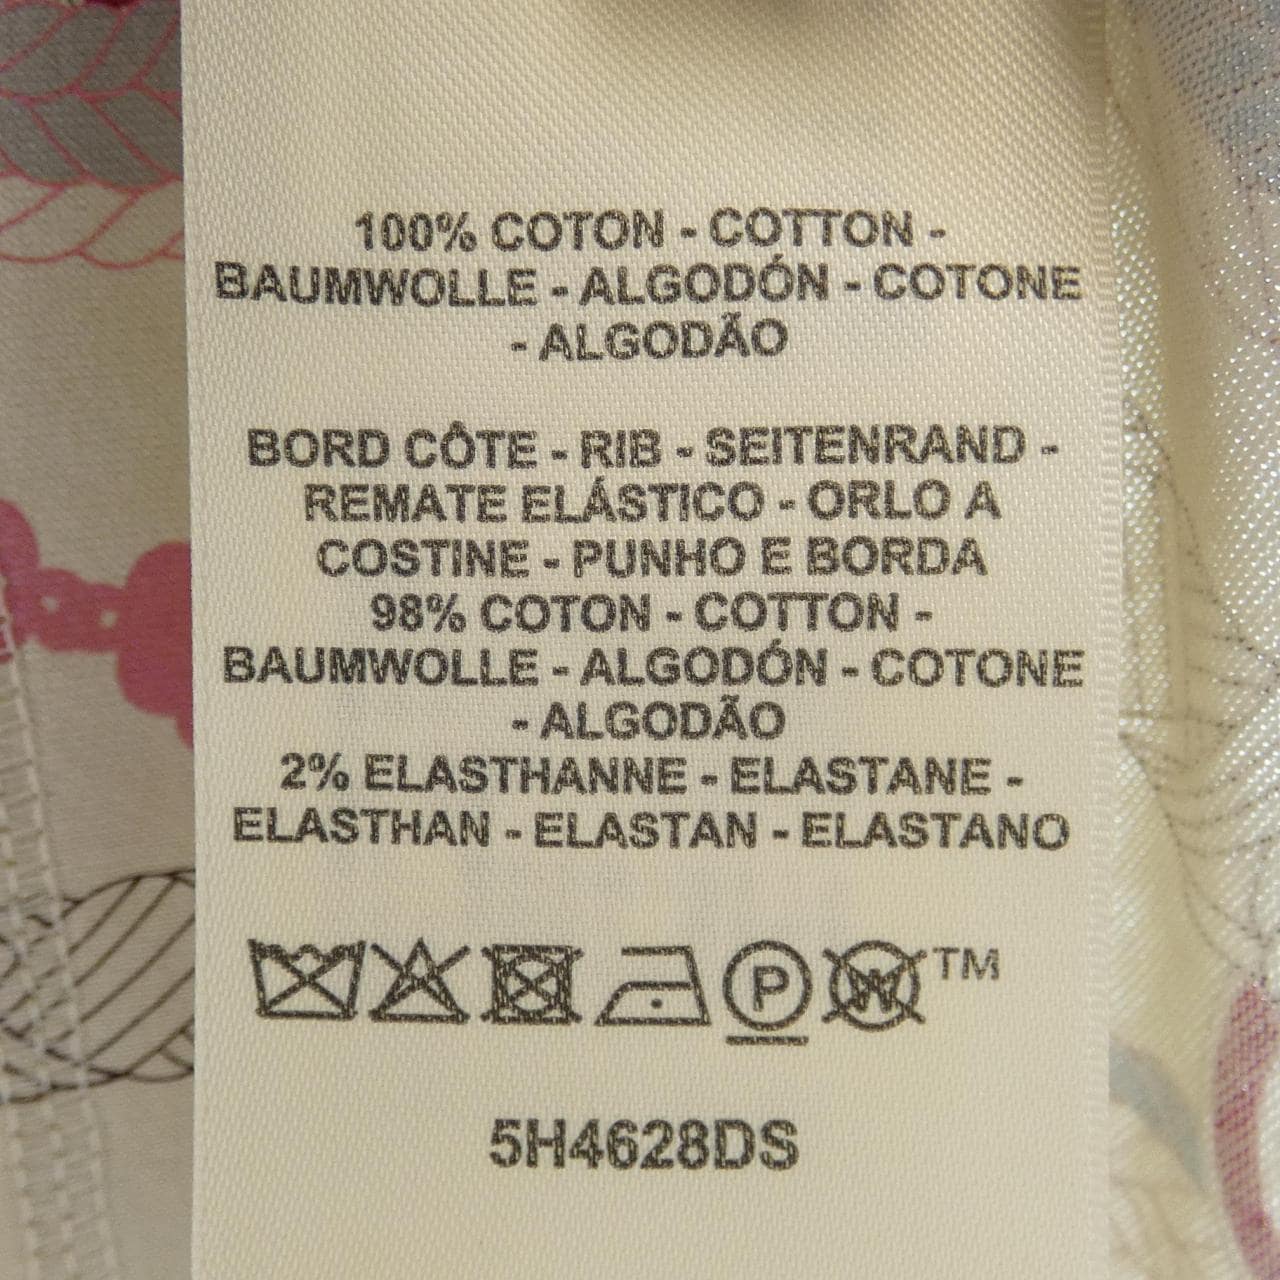 100% COTON - COTTON -
BAUMWOLLE - ALGODÓN - COTONE
- ALGODÃO
BORD CÔTE - RIB - SEITENRAND -
REMATE ELÁSTICO - ORLO A
COSTINE - PUNHO E BORDA
98% COTON - COTTON -
BAUMWOLLE - ALGODÓN - COTONE
- ALGODÃO
2% ELASTHANNE - ELASTANE -
ELASTHAN - ELASTAN - ELASTANO
P W TM
5H4628DS